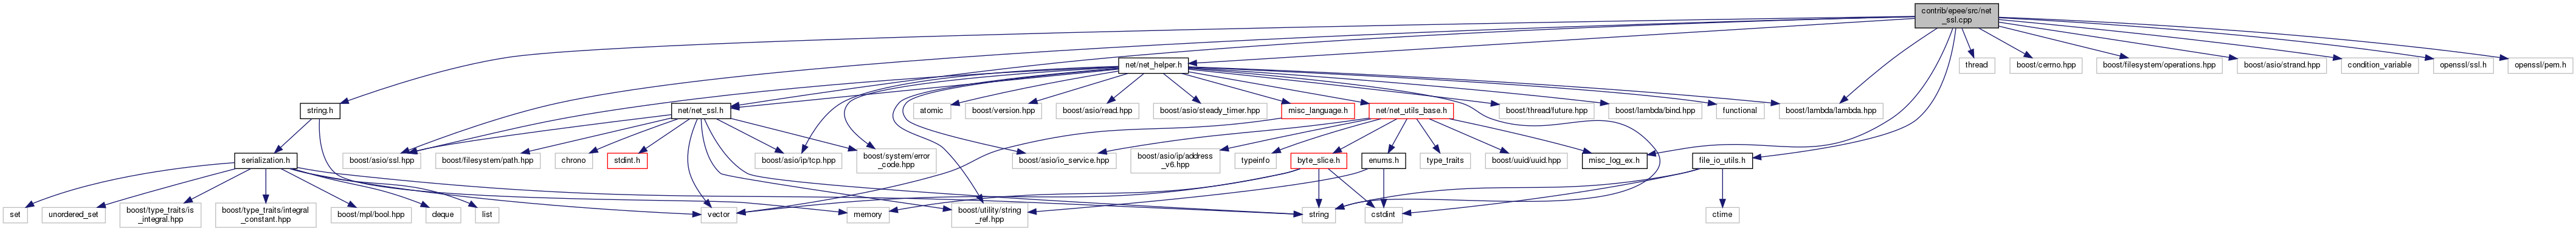 contrib/epee/src/net
_ssl.cpp
net/net_helper.h
thread
boost/cerrno.hpp
boost/filesystem/operations.hpp
boost/asio/strand.hpp
condition_variable
openssl/ssl.h
openssl/pem.h
string.h
net/net_ssl.h
atomic
boost/version.hpp
boost/asio/read.hpp
boost/asio/steady_timer.hpp
misc_language.h
net/net_utils_base.h
boost/thread/future.hpp
boost/lambda/bind.hpp
functional
boost/lambda/lambda.hpp
serialization.h
boost/asio/ssl.hpp
boost/filesystem/path.hpp
chrono
stdint.h
boost/asio/ip/tcp.hpp
boost/system/error
_code.hpp
boost/asio/io_service.hpp
boost/asio/ip/address
_v6.hpp
typeinfo
byte_slice.h
enums.h
type_traits
boost/uuid/uuid.hpp
misc_log_ex.h
file_io_utils.h
set
unordered_set
boost/type_traits/is
_integral.hpp
boost/type_traits/integral
_constant.hpp
boost/mpl/bool.hpp
deque
list
vector
memory
boost/utility/string
_ref.hpp
string
cstdint
ctime